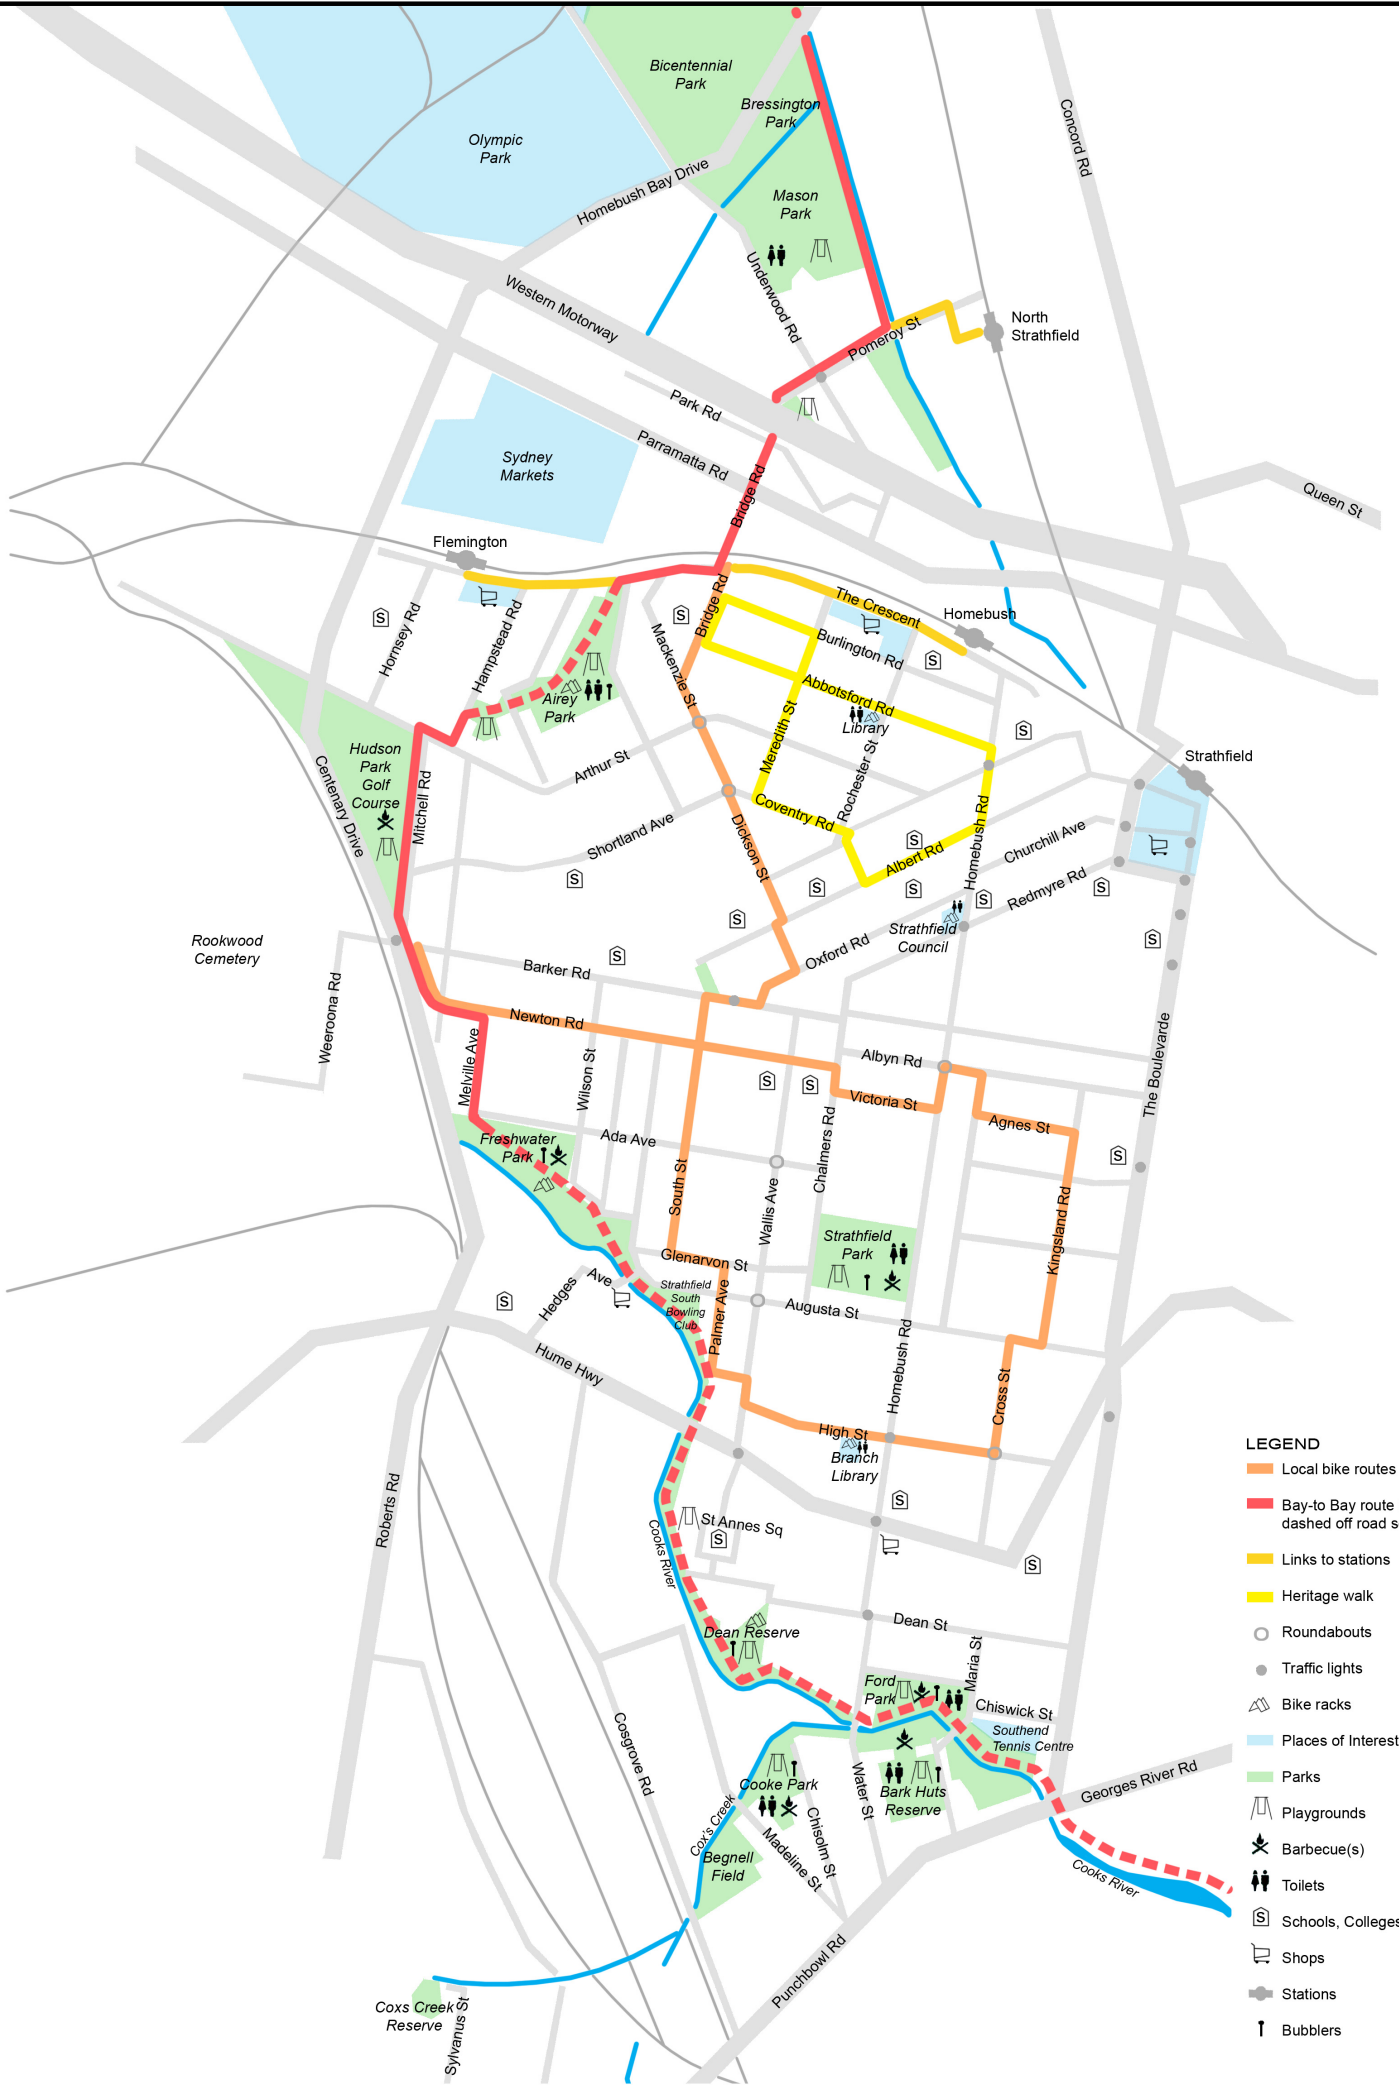 Bicentennial
Park
Bressington
Park
Olympic
Park
Concord Rd
Homebush Bay Drive
Mason
Park
Underwood Rd
Western Motorway
North
Strathfield
Pomeroy St
Park Rd
Parramatta Rd
Sydney
Markets
Bridge Rd
Queen St
Flemington
The Crescent
Homebush
S
Hornsey Rd
Hampstead Rd
S
Bridge Rd
Mackenzie St
Burlington Rd
S
Abbotsford Rd
Airey
Park
Library
S
Meredith St
Rochester St
Hudson
Park
Golf
Course
Centenary Drive
Mitchell Rd
Arthur St
Strathfield
Coventry Rd
Homebush Rd
Shortland Ave
Dickson St
S
Albert Rd
Churchill Ave
S
S
S
S
Redmyre Rd
S
S
Rookwood
Cemetery
Strathfield
Council
Oxford Rd
S
S
Barker Rd
Weeroona Rd
Newton Rd
Melville Ave
Wilson St
Albyn Rd
The Boulevarde
S
S
Victoria St
Agnes St
Freshwater
Park
Ada Ave
Chalmers Rd
S
South St
Wallis Ave
Kingsland Rd
Strathfield
Park
Glenarvon St
Hedges
Ave
Strathfield
South
Bowling
Club
Palmer Ave
Augusta St
S
Hume Hwy
Homebush Rd
Cross St
High St
Branch
Library
Roberts Rd
S
St Annes Sq
S
Cooks River
S
Dean Reserve
Dean St
Maria St
Ford
Park
Chiswick St
Southend
Tennis Centre
Cosgrove Rd
Cooke Park
Water St
Bark Huts
Reserve
Georges River Rd
Cox's Creek
Chisolm St
Madeline St
Begnell
Field
Cooks River
Punchbowl Rd
Coxs Creek
Reserve
Sylvanus St
LEGEND
Local bike routes
Bay-to Bay route
dashed off road s
Links to stations
Heritage walk
Roundabouts
Traffic lights
Bike racks
Places of Interest
Parks
Playgrounds
Barbecue(s)
Toilets
S Schools, Colleges
Shops
Stations
Bubblers